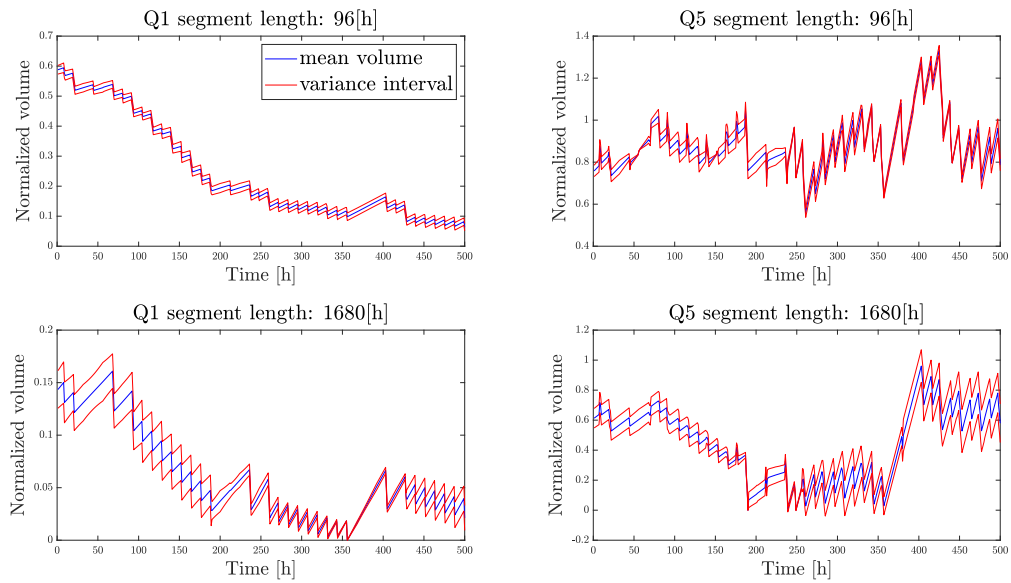 Q1 segment length: 96[h]
0.7
0.6
0.5
0.4
0.3
0.2
0.1
0
Normalized volume
mean volume
variance interval
0 50 100 150 200 250 300 350 400 450 500
Time [h]
Q5 segment length: 96[h]
1.4
1.2
1
0.8
0.6
0.4
Normalized volume
0 50 100 150 200 250 300 350 400 450 500
Time [h]
Q1 segment length: 1680[h]
0.2
0.15
0.1
0.05
0
Normalized volume
0 50 100 150 200 250 300 350 400 450 500
Time [h]
Q5 segment length: 1680[h]
1.2
1
0.8
0.6
0.4
0.2
0
-0.2
Normalized volume
0 50 100 150 200 250 300 350 400 450 500
Time [h]